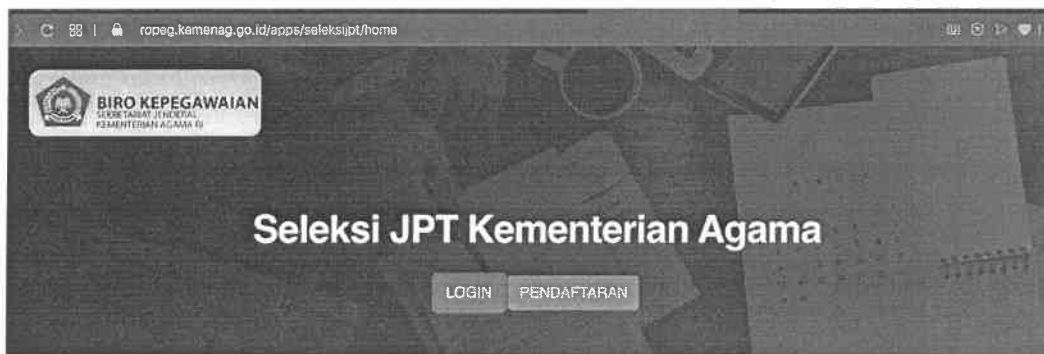 ropeg.kemenag.go.id/apps/seleksijpt/home
BIRO KEPEGAWAIAN
SEKRETARIAT JENDERAL
KEMENTERIAN AGAMA RI
Seleksi JPT Kementerian Agama
LOGIN
PENDAFTARAN